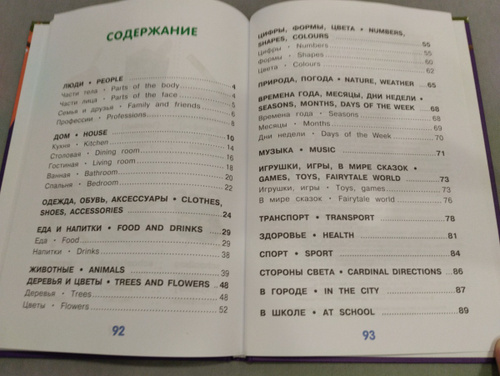 СОДЕРЖАНИЕ
ЛЮДИ • PEOPLE 4
Части тела • Parts of the body 4
Части лица • Parts of the face
Семья и друзья • Family and friends
Профессии • Professions
ДОМ • HOUSE 10
Кухня • Kitchen
Столовая • Dining room 16
Гостиная • Living room 18
Ванная • Bathroom 20
Спальня • Bedroom 22
ОДЕЖДА, ОБУВЬ, АКСЕССУАРЫ • CLOTHES,
SHOES, ACCESSORIES 24
ЕДА И НАПИТКИ • FOOD AND DRINKS 29
Еда • Food 29
Напитки • Drinks 38
ЖИВОТНЫЕ • ANIMALS 39
ДЕРЕВЬЯ И ЦВЕТЫ • TREES AND FLOWERS 48
Деревья • Trees 48
Цветы • Flowers 52
92
ЦИФРЫ, ФОРМЫ, ЦВЕТА • NUMBERS,
SHAPES, COLOURS 55
Цифры • Numbers 55
Формы • Shapes 60
Цвета • Colours 62
ПРИРОДА, ПОГОДА • NATURE, WEATHER 65
ВРЕМЕНА ГОДА, МЕСЯЦЫ, ДНИ НЕДЕЛИ •
SEASONS, MONTHS, DAYS OF THE WEEK 68
Времена года • Seasons 68
Месяцы • Months 69
Дни недели • Days of the Week 70
МУЗЫКА • MUSIC 71
ИГРУШКИ, ИГРЫ, В МИРЕ СКАЗОК •
GAMES, TOYS, FAIRYTALE WORLD 73
Игрушки, игры • Toys, games 73
В мире сказок • Fairytale world 76
ТРАНСПОРТ • TRANSPORT 78
ЗДОРОВЬЕ • HEALTH 81
СПОРТ • SPORT 84
СТОРОНЫ СВЕТА • CARDINAL DIRECTIONS 86
В ГОРОДЕ • IN THE CITY 87
В ШКОЛЕ • AT SCHOOL 89
93